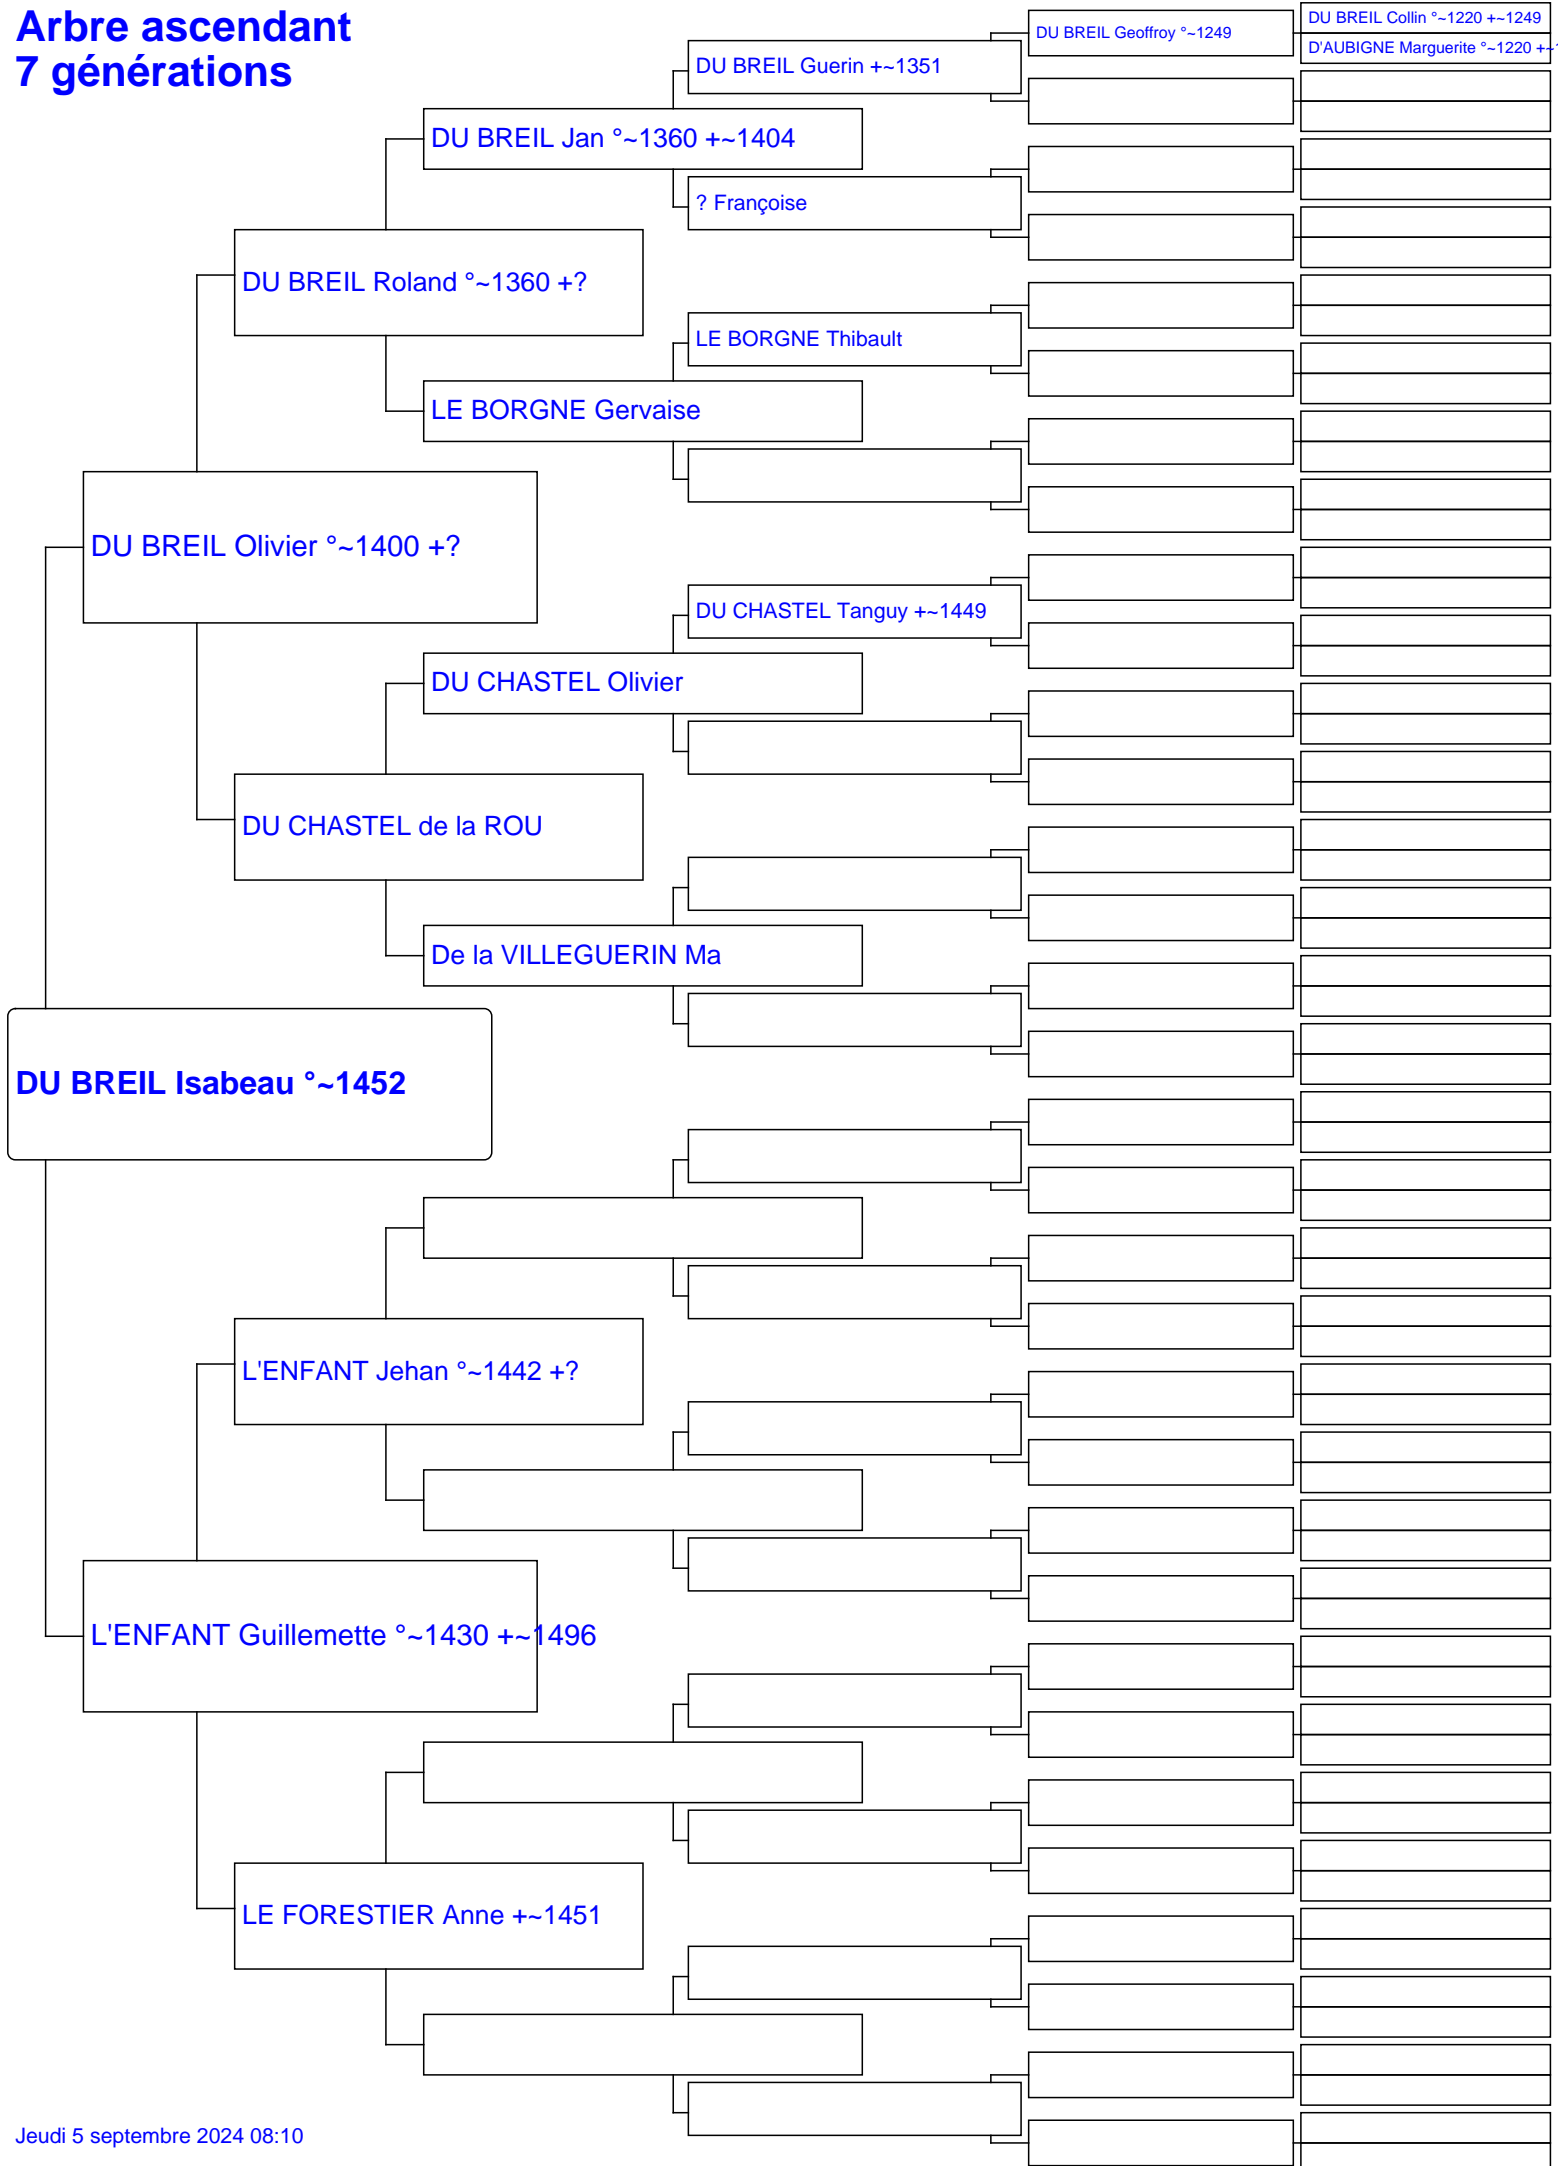 Arbre ascendant
7 générations
DU BREIL Collin °~1220 +~1249
DU BREIL Geoffroy °~1249
D'AUBIGNE Marguerite °~1220 +~
DU BREIL Guerin +~1351
DU BREIL Jan °~1360 +~1404
? Françoise
DU BREIL Roland °~1360 +?
LE BORGNE Thibault
LE BORGNE Gervaise
DU BREIL Olivier °~1400 +?
DU CHASTEL Tanguy +~1449
DU CHASTEL Olivier
DU CHASTEL de la ROU
De la VILLEGUERIN Ma
DU BREIL Isabeau °~1452
L'ENFANT Jehan °~1442 +?
L'ENFANT Guillemette °~1430 +~1496
LE FORESTIER Anne +~1451
Jeudi 5 septembre 2024 08:10